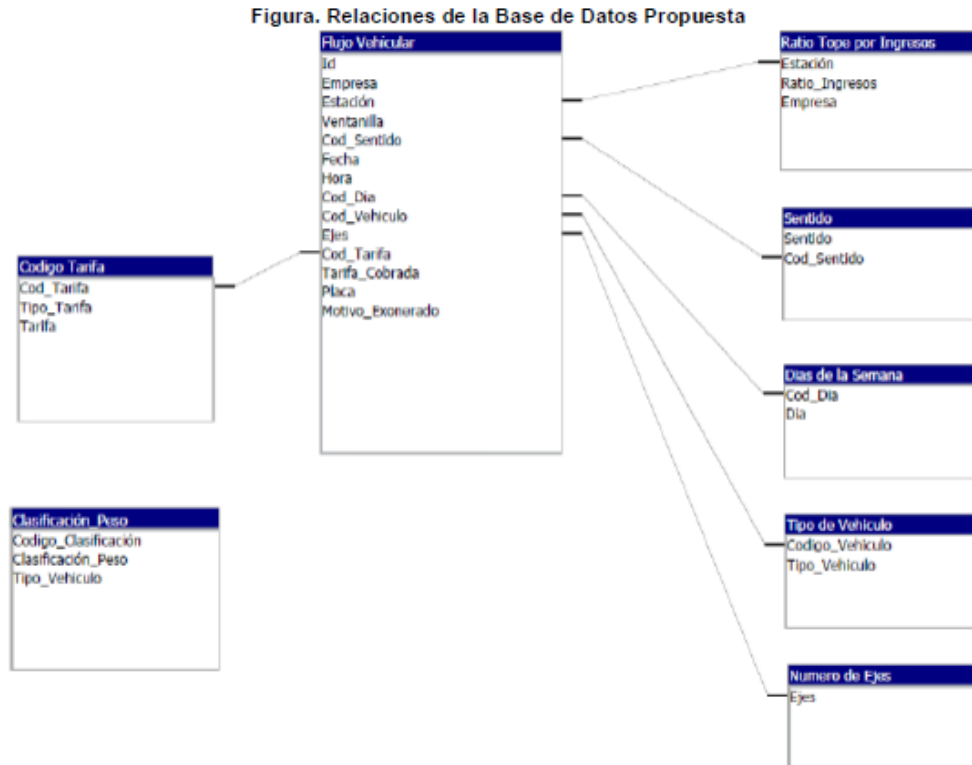 Figura. Relaciones de la Base de Datos Propuesta
Flujo Vehicular
Id
Empresa
Estación
Ventanilla
Cod_Sentido
Fecha
Hora
Cod_Dia
Cod_Vehiculo
Ejes
Cod_Tarifa
Tarifa_Cobrada
Placa
Motivo_Exonerado
Ratio Tope por Ingresos
Estación
Ratio_Ingresos
Empresa
Sentido
Sentido
Cod_Sentido
Codigo Tarifa
Cod_Tarifa
Tipo_Tarifa
Tarifa
Dias de la Semana
Cod_Dia
Dia
Clasificación_Peso
Codigo_Clasificación
Clasificación_Peso
Tipo_Vehiculo
Tipo de Vehiculo
Codigo_Vehiculo
Tipo_Vehiculo
Numero de Ejes
Ejes